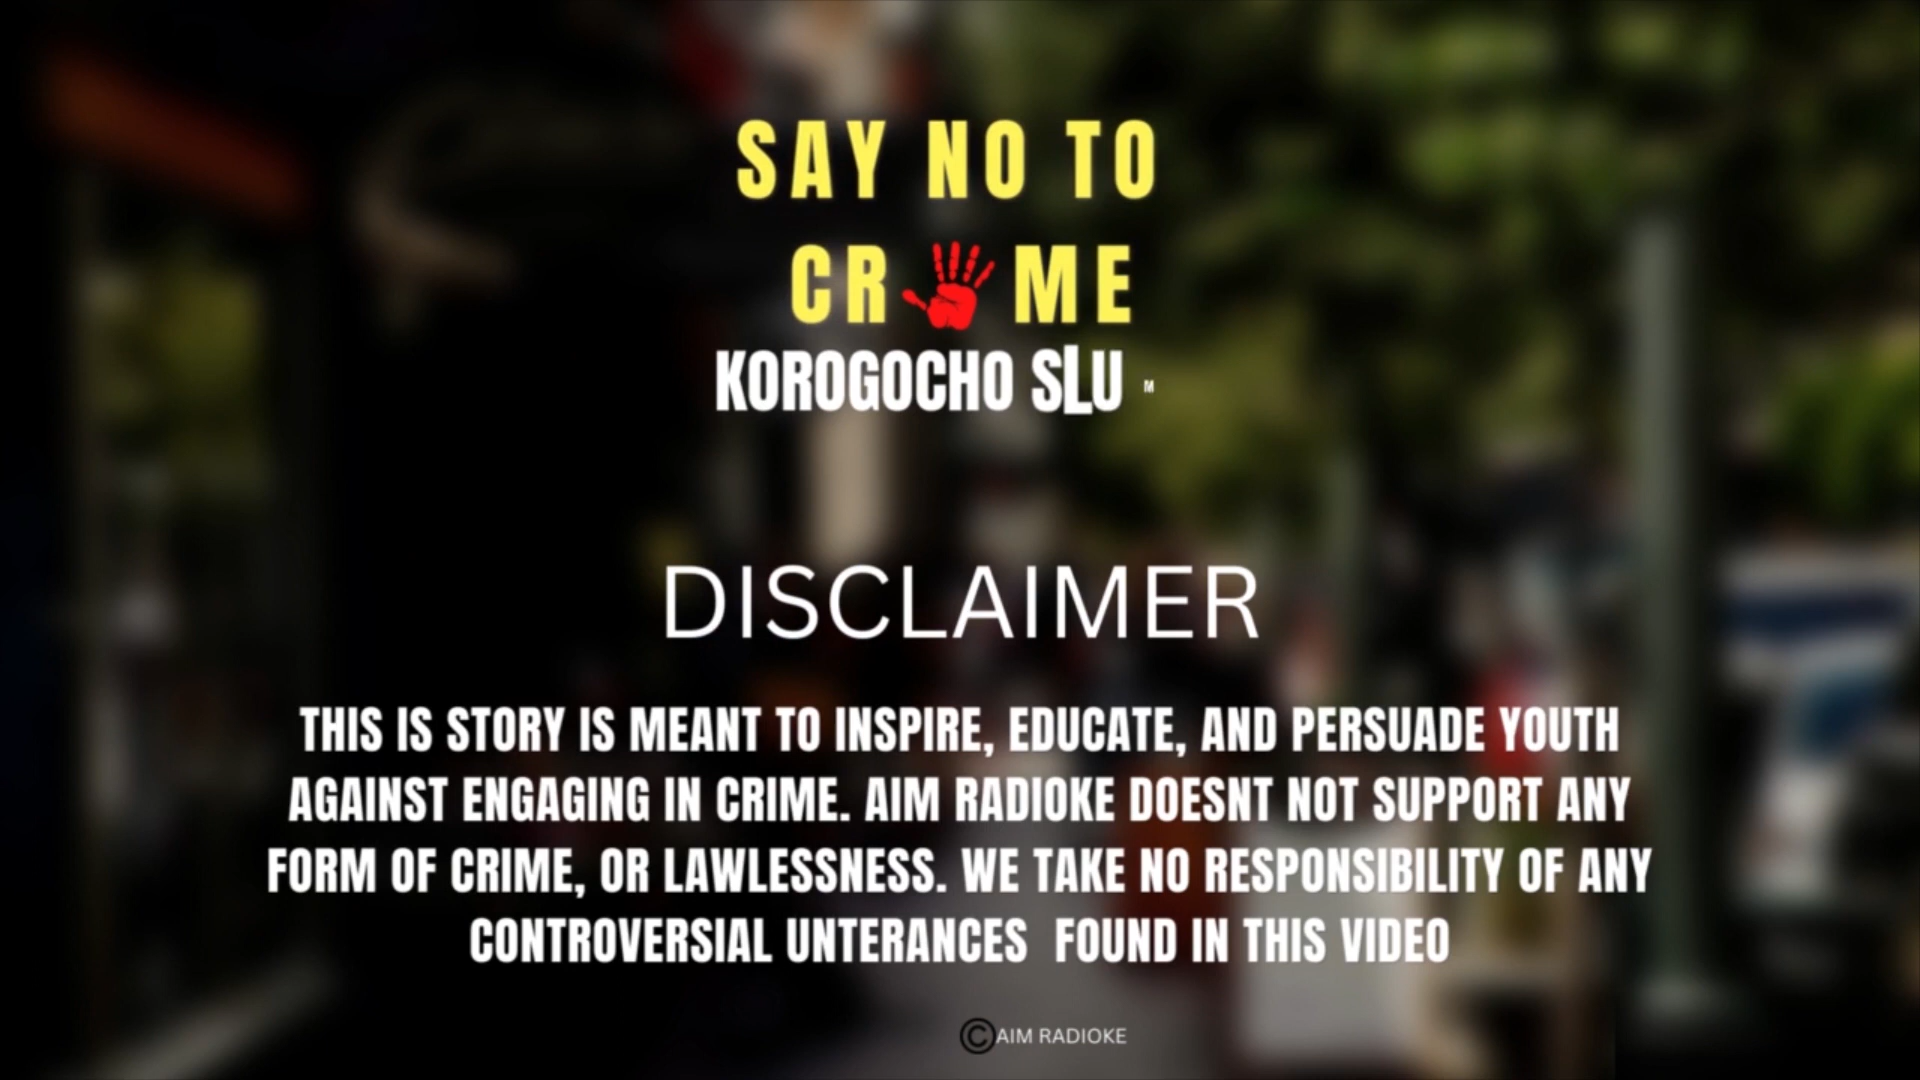 SAY NO TO
CR ME
KOROGOCHO SLU M
DISCLAIMER
THIS IS STORY IS MEANT TO INSPIRE, EDUCATE, AND PERSUADE YOUTH
AGAINST ENGAGING IN CRIME. AIM RADIOKE DOESNT NOT SUPPORT ANY
FORM OF CRIME, OR LAWLESSNESS. WE TAKE NO RESPONSIBILITY OF ANY
CONTROVERSIAL UNTERANCES FOUND IN THIS VIDEO
©AIM RADIOKE